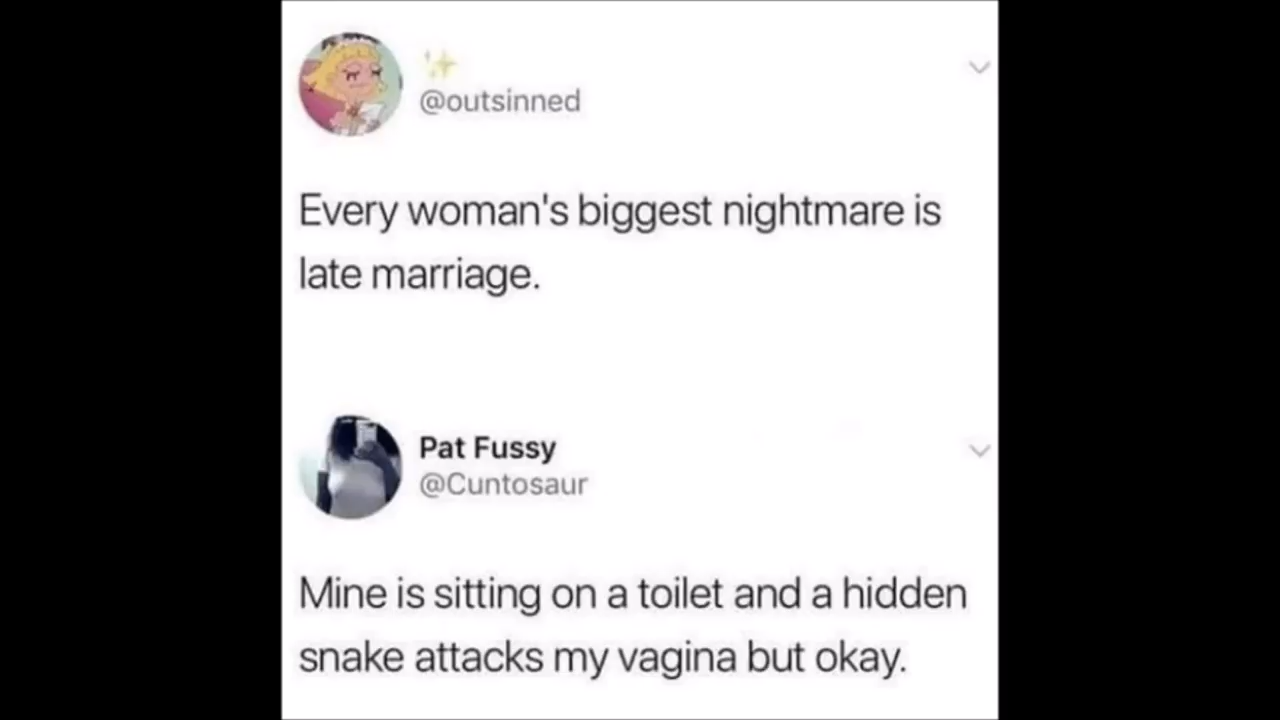 ✨
@outsinned
Every woman's biggest nightmare is
late marriage.
Pat Fussy
@Cuntosaur
Mine is sitting on a toilet and a hidden
snake attacks my vagina but okay.